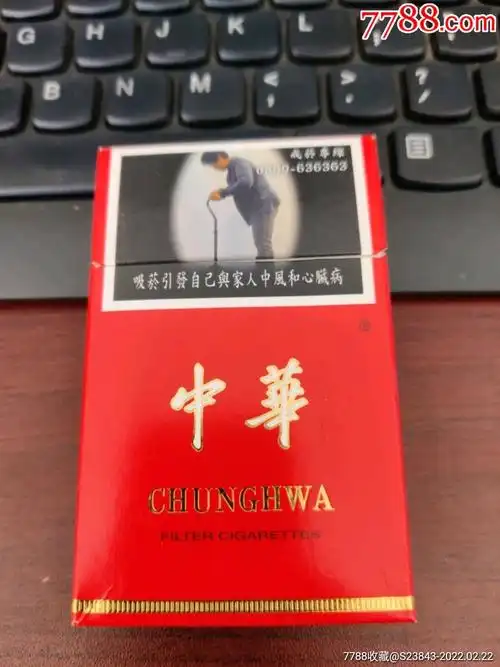 7788.com
G
H
J
K
L
B
N
M
戒菸專線
0800-636363
吸菸引發自己與家人中風和心臟病
®
中華
CHUNGHWA
FILTER CIGARETTES
7788收藏@S23843-2022.02.22